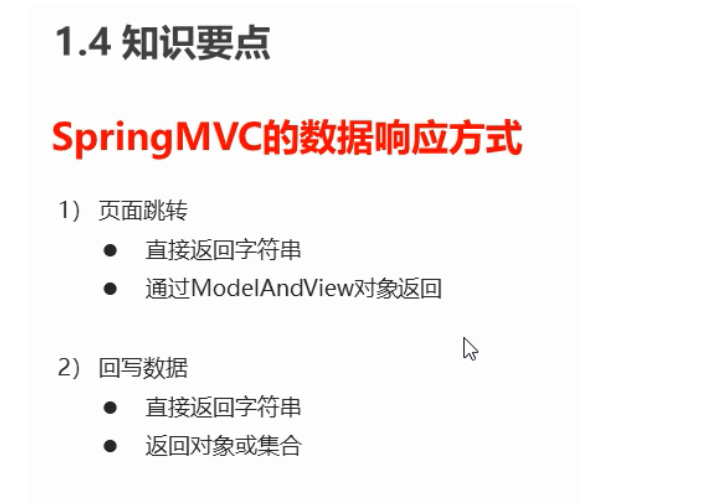 1.4 知识要点
SpringMVC的数据响应方式
1） 页面跳转
● 直接返回字符串
● 通过ModelAndView对象返回
2） 回写数据
● 直接返回字符串
● 返回对象或集合